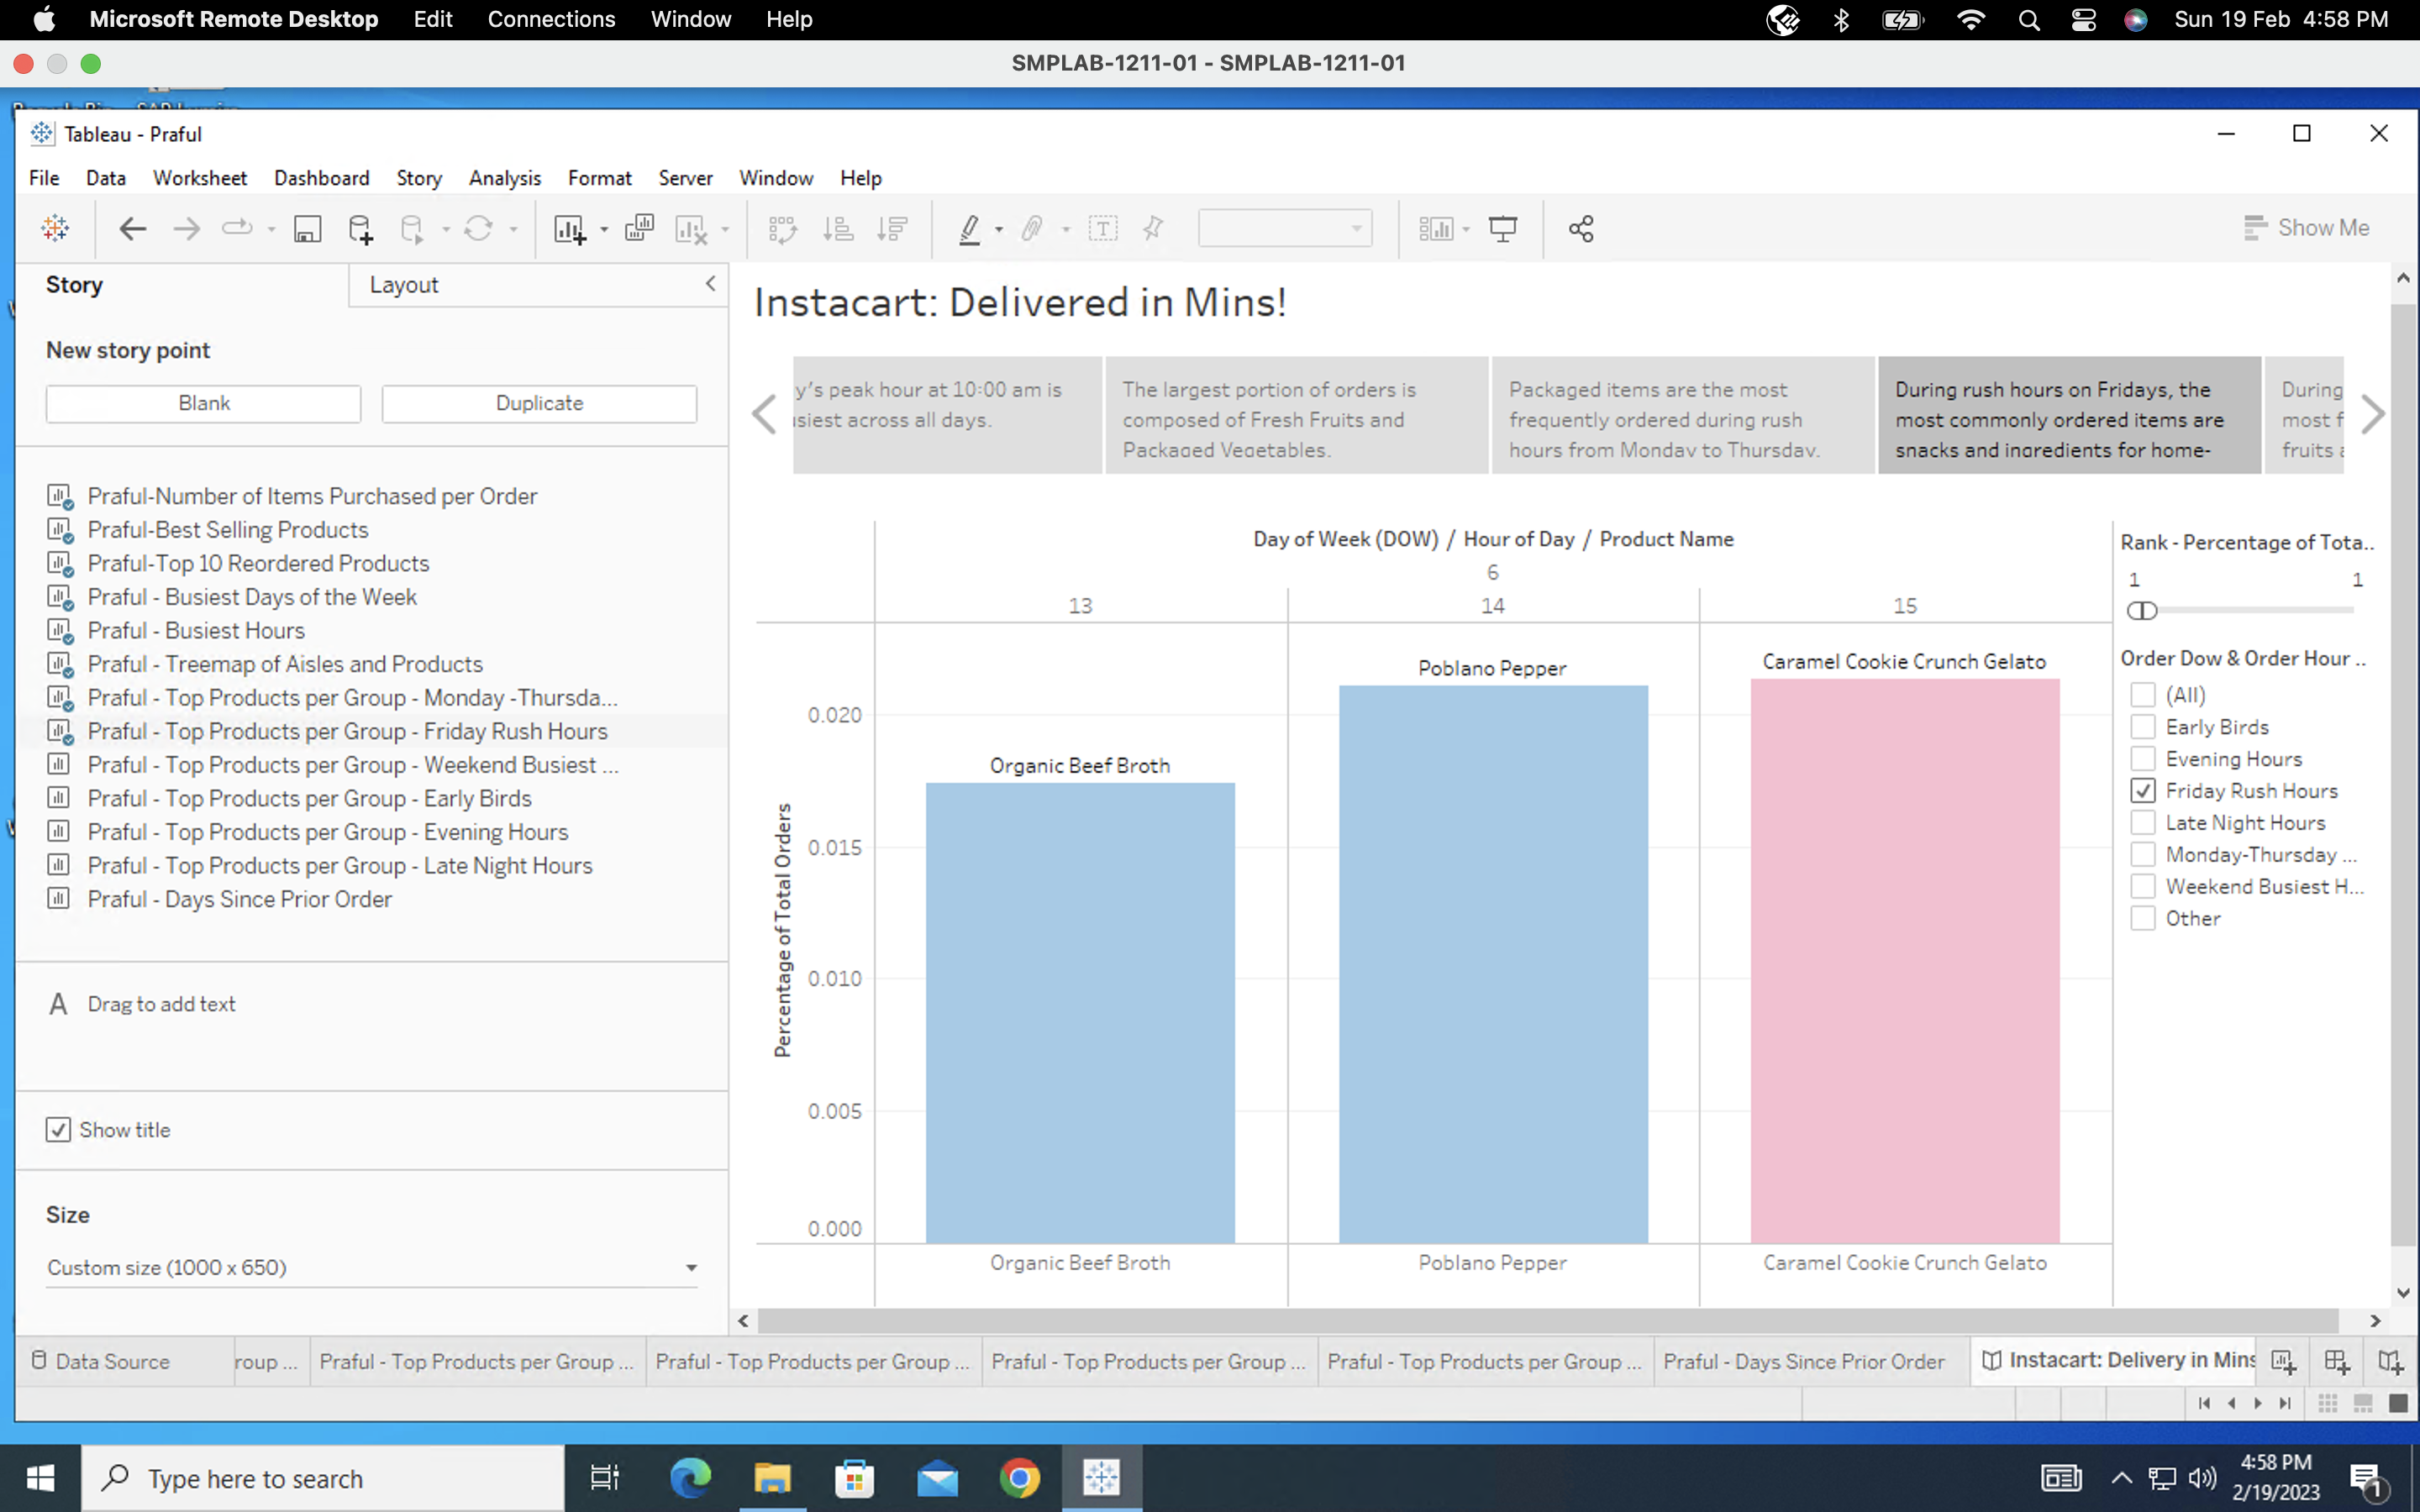 Microsoft Remote Desktop Edit Connections Window Help Sun 19 Feb 4:58 PM
SMPLAB-1211-01 - SMPLAB-1211-01
Tableau - Praful
File Data Worksheet Dashboard Story Analysis Format Server Window Help
Show Me
Story Layout
New story point
Blank Duplicate
Praful-Number of Items Purchased per Order
Praful-Best Selling Products
Praful-Top 10 Reordered Products
Praful - Busiest Days of the Week
Praful - Busiest Hours
Praful - Treemap of Aisles and Products
Praful - Top Products per Group - Monday -Thursda...
Praful - Top Products per Group - Friday Rush Hours
Praful - Top Products per Group - Weekend Busiest ...
Praful - Top Products per Group - Early Birds
Praful - Top Products per Group - Evening Hours
Praful - Top Products per Group - Late Night Hours
Praful - Days Since Prior Order
A Drag to add text
Show title
Size
Custom size (1000 x 650)
Instacart: Delivered in Mins!
y's peak hour at 10:00 am is
siest across all days.
The largest portion of orders is
composed of Fresh Fruits and
Packaged Vegetables.
Packaged items are the most
frequently ordered during rush
hours from Monday to Thursday.
During rush hours on Fridays, the
most commonly ordered items are
snacks and ingredients for home-
During
most f
fruits
Day of Week (DOW) / Hour of Day / Product Name
6
13 14 15
Percentage of Total Orders
0.020
0.015
0.010
0.005
0.000
Organic Beef Broth
Poblano Pepper
Caramel Cookie Crunch Gelato
Organic Beef Broth Poblano Pepper Caramel Cookie Crunch Gelato
Rank - Percentage of Tota..
1 1
Order Dow & Order Hour ..
(All)
Early Birds
Evening Hours
Friday Rush Hours
Late Night Hours
Monday-Thursday ...
Weekend Busiest H...
Other
Data Source roup ... Praful - Top Products per Group ... Praful - Top Products per Group ... Praful - Top Products per Group ... Praful - Top Products per Group ... Praful - Days Since Prior Order Instacart: Delivery in Mins
Type here to search
4:58 PM
2/19/2023
1